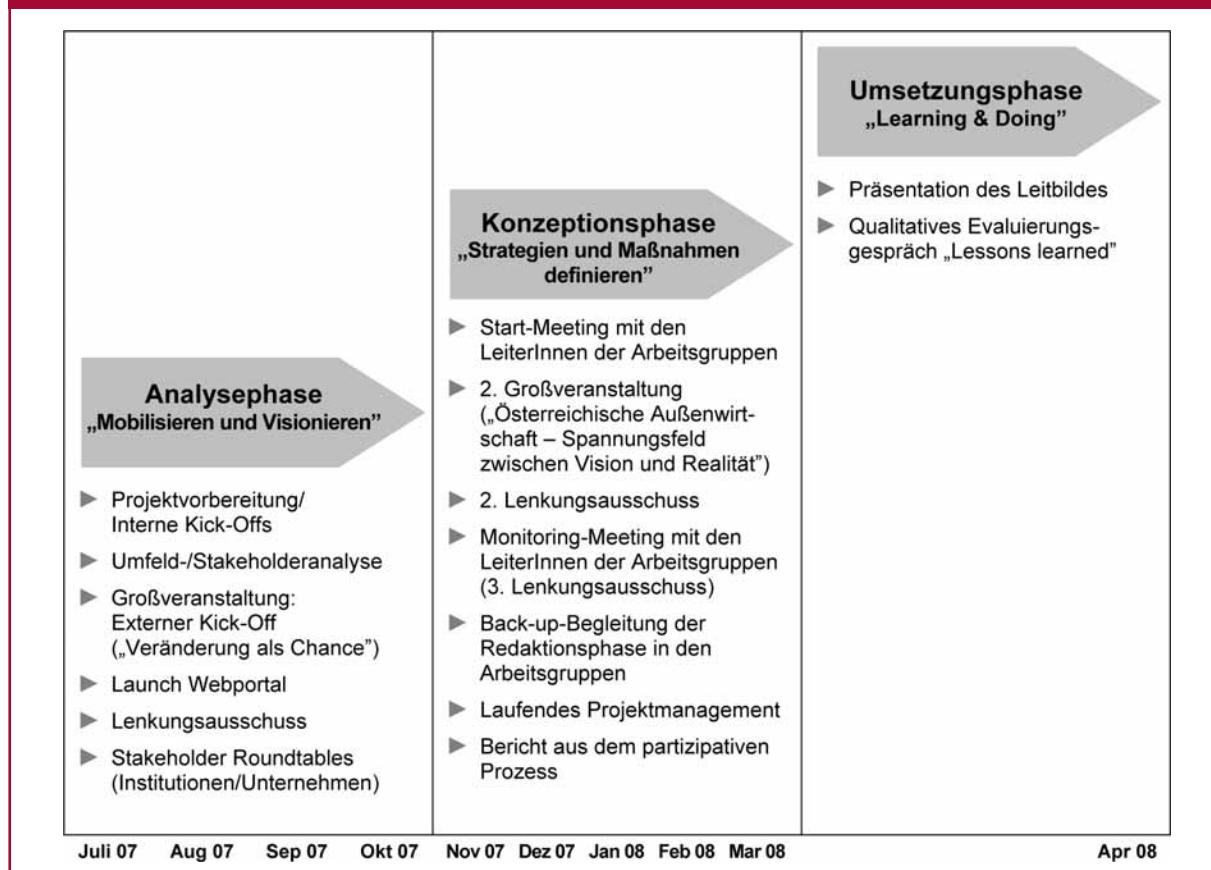 Analysephase
„Mobilisieren und Visionieren”
Projektvorbereitung/
Interne Kick-Offs
Umfeld-/Stakeholderanalyse
Großveranstaltung:
Externer Kick-Off
(„Veränderung als Chance”)
Launch Webportal
Lenkungsausschuss
Stakeholder Roundtables
(Institutionen/Unternehmen)
Konzeptionsphase
„Strategien und Maßnahmen
definieren”
Start-Meeting mit den
LeiterInnen der Arbeitsgruppen
2. Großveranstaltung
(„Österreichische Außenwirt-
schaft – Spannungsfeld
zwischen Vision und Realität”)
2. Lenkungsausschuss
Monitoring-Meeting mit den
LeiterInnen der Arbeitsgruppen
(3. Lenkungsausschuss)
Back-up-Begleitung der
Redaktionsphase in den
Arbeitsgruppen
Laufendes Projektmanagement
Bericht aus dem partizipativen
Prozess
Umsetzungsphase
„Learning & Doing”
Präsentation des Leitbildes
Qualitatives Evaluierungs-
gespräch „Lessons learned”
Juli 07 Aug 07 Sep 07 Okt 07 Nov 07 Dez 07 Jan 08 Feb 08 Mar 08 Apr 08